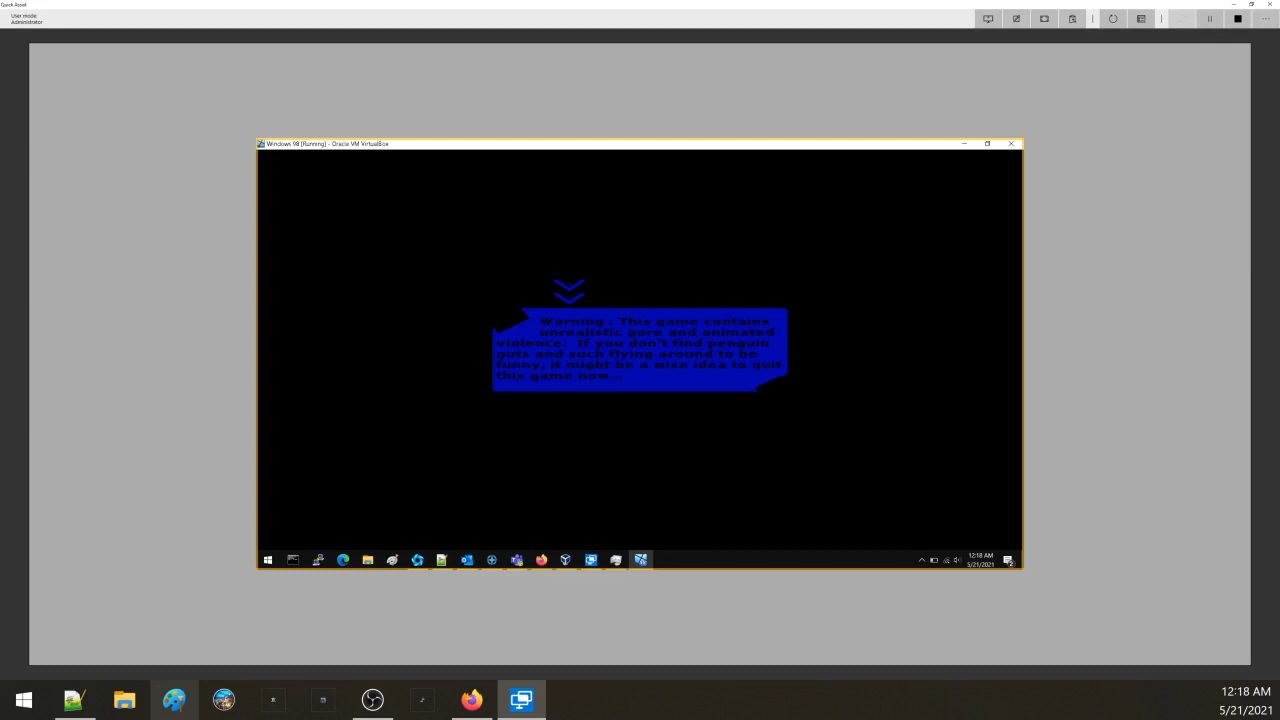 Quick Assist
User mode:
Administrator
Windows 98 [Running] - Oracle VM VirtualBox
Warning : This game contains
unrealistic gore and animated
violence. If you don't find penguin
guts and such flying around to be
funny, it might be a wise idea to quit
this game now...
12:18 AM
5/21/2021
12:18 AM
5/21/2021